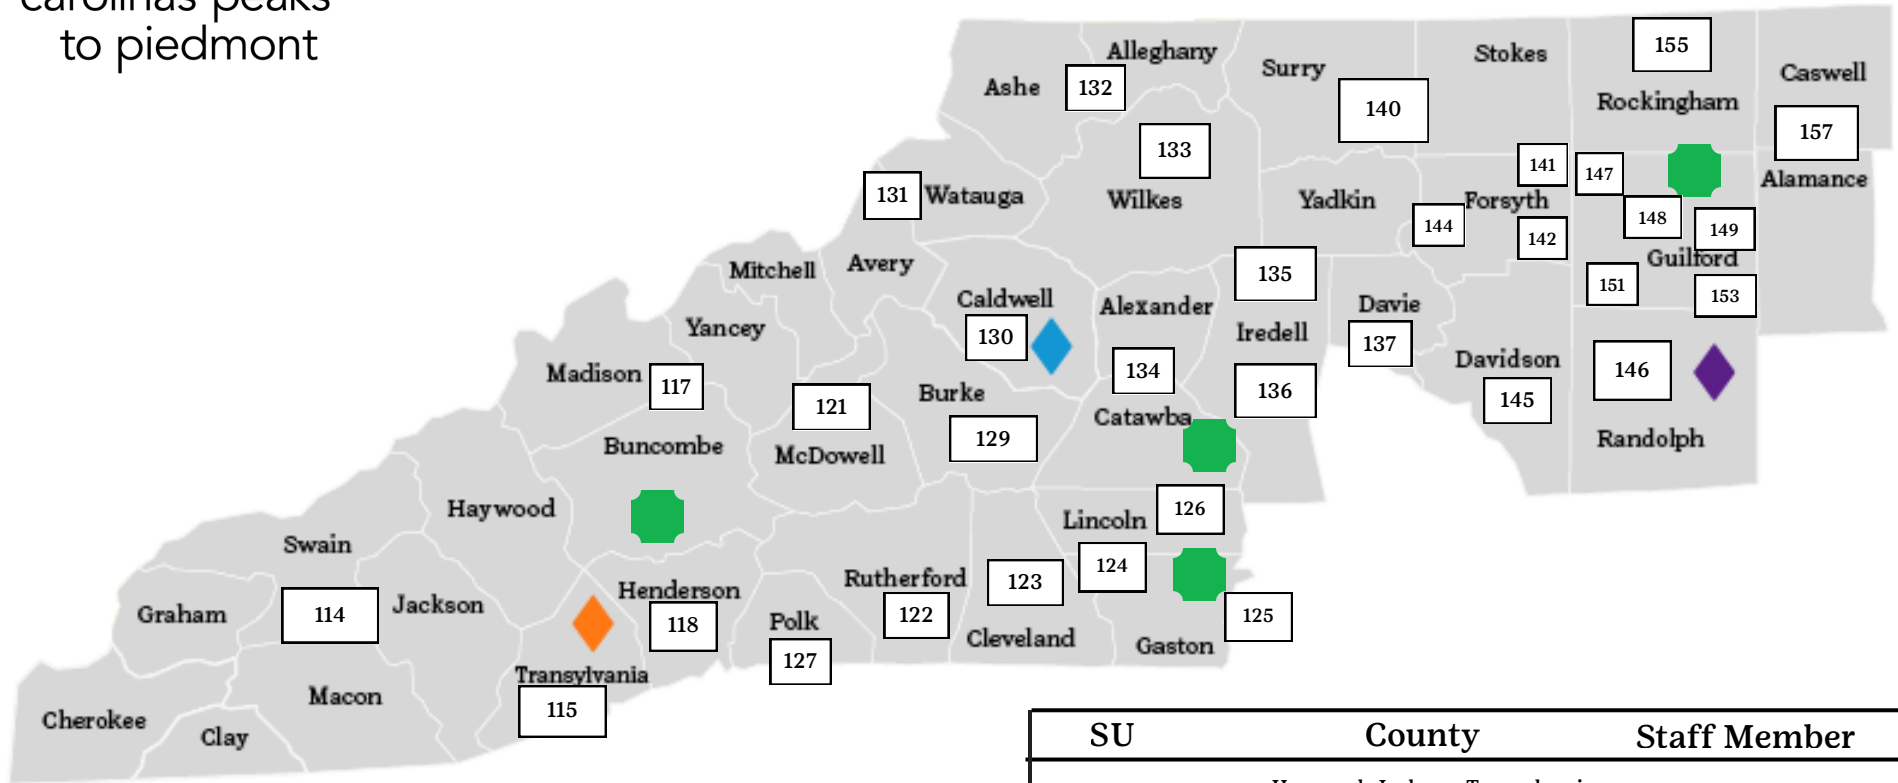 carolinas peaks
to piedmont
Alleghany
Ashe
132
Surry
140
Stokes
155
Rockingham
Caswell
157
133
131
Watauga
Wilkes
Yadkin
141
147
Forsyth
144
142
148
149
Alamance
Guilford
151
153
Mitchell
Avery
135
Caldwell
130
Alexander
Iredell
Davie
137
Yancey
Madison
117
121
134
136
Davidson
145
146
Randolph
Burke
129
Catawba
Buncombe
McDowell
Haywood
126
Lincoln
124
Swain
Graham
114
Jackson
Henderson
118
Rutherford
122
123
125
Polk
127
Cleveland
Gaston
Transylvania
115
Macon
Cherokee
Clay
SU County Staff Member